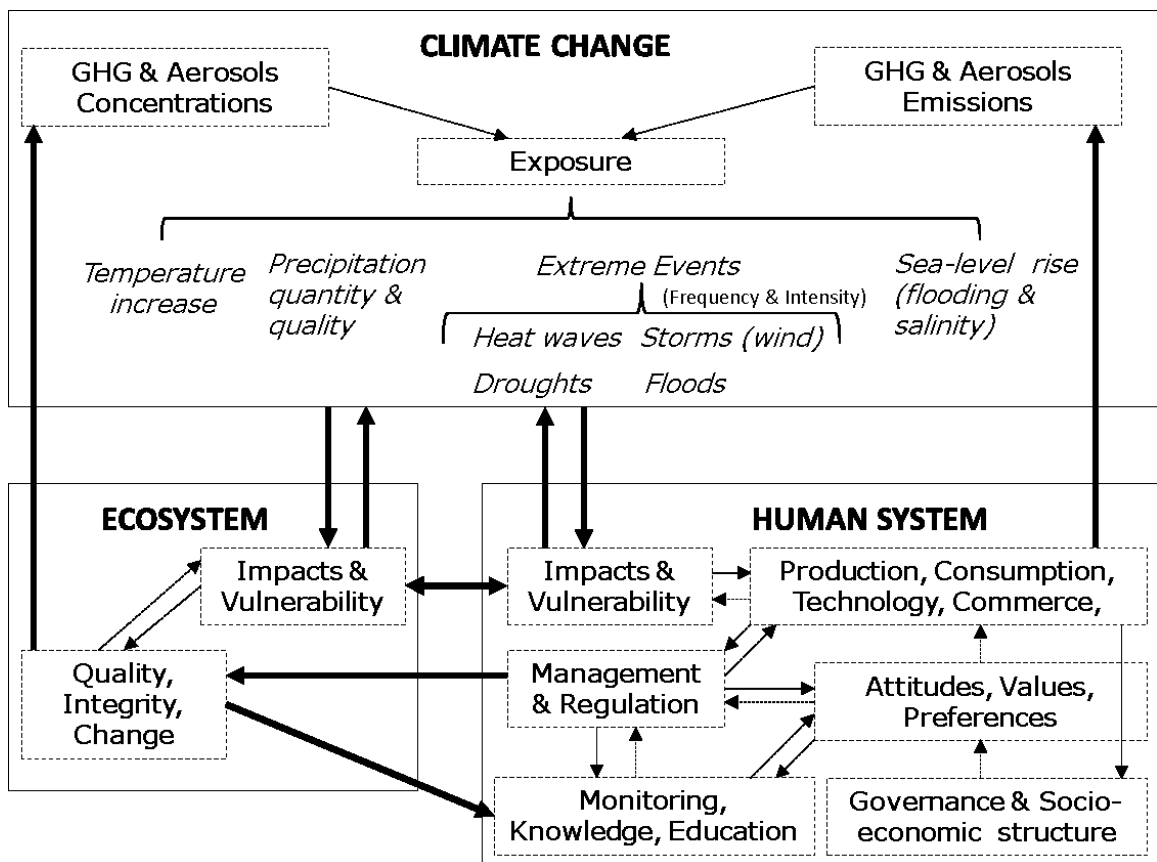 CLIMATE CHANGE
GHG & Aerosols
Concentrations
GHG & Aerosols
Emissions
Exposure
Temperature
increase
Precipitation
quantity &
quality
Extreme Events
(Frequency & Intensity)
Heat waves Storms (wind)
Droughts Floods
Sea-level rise
(flooding &
salinity)
ECOSYSTEM
Impacts &
Vulnerability
Quality,
Integrity,
Change
HUMAN SYSTEM
Impacts &
Vulnerability
Production, Consumption,
Technology, Commerce,
Management
& Regulation
Attitudes, Values,
Preferences
Monitoring,
Knowledge, Education
Governance & Socio-
economic structure